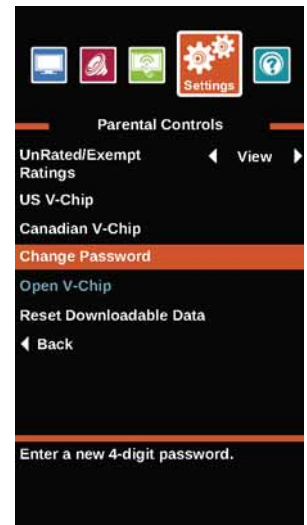 Settings
Parental Controls
UnRated/Exempt View
Ratings
US V-Chip
Canadian V-Chip
Change Password
Open V-Chip
Reset Downloadable Data
Back
Enter a new 4-digit password.